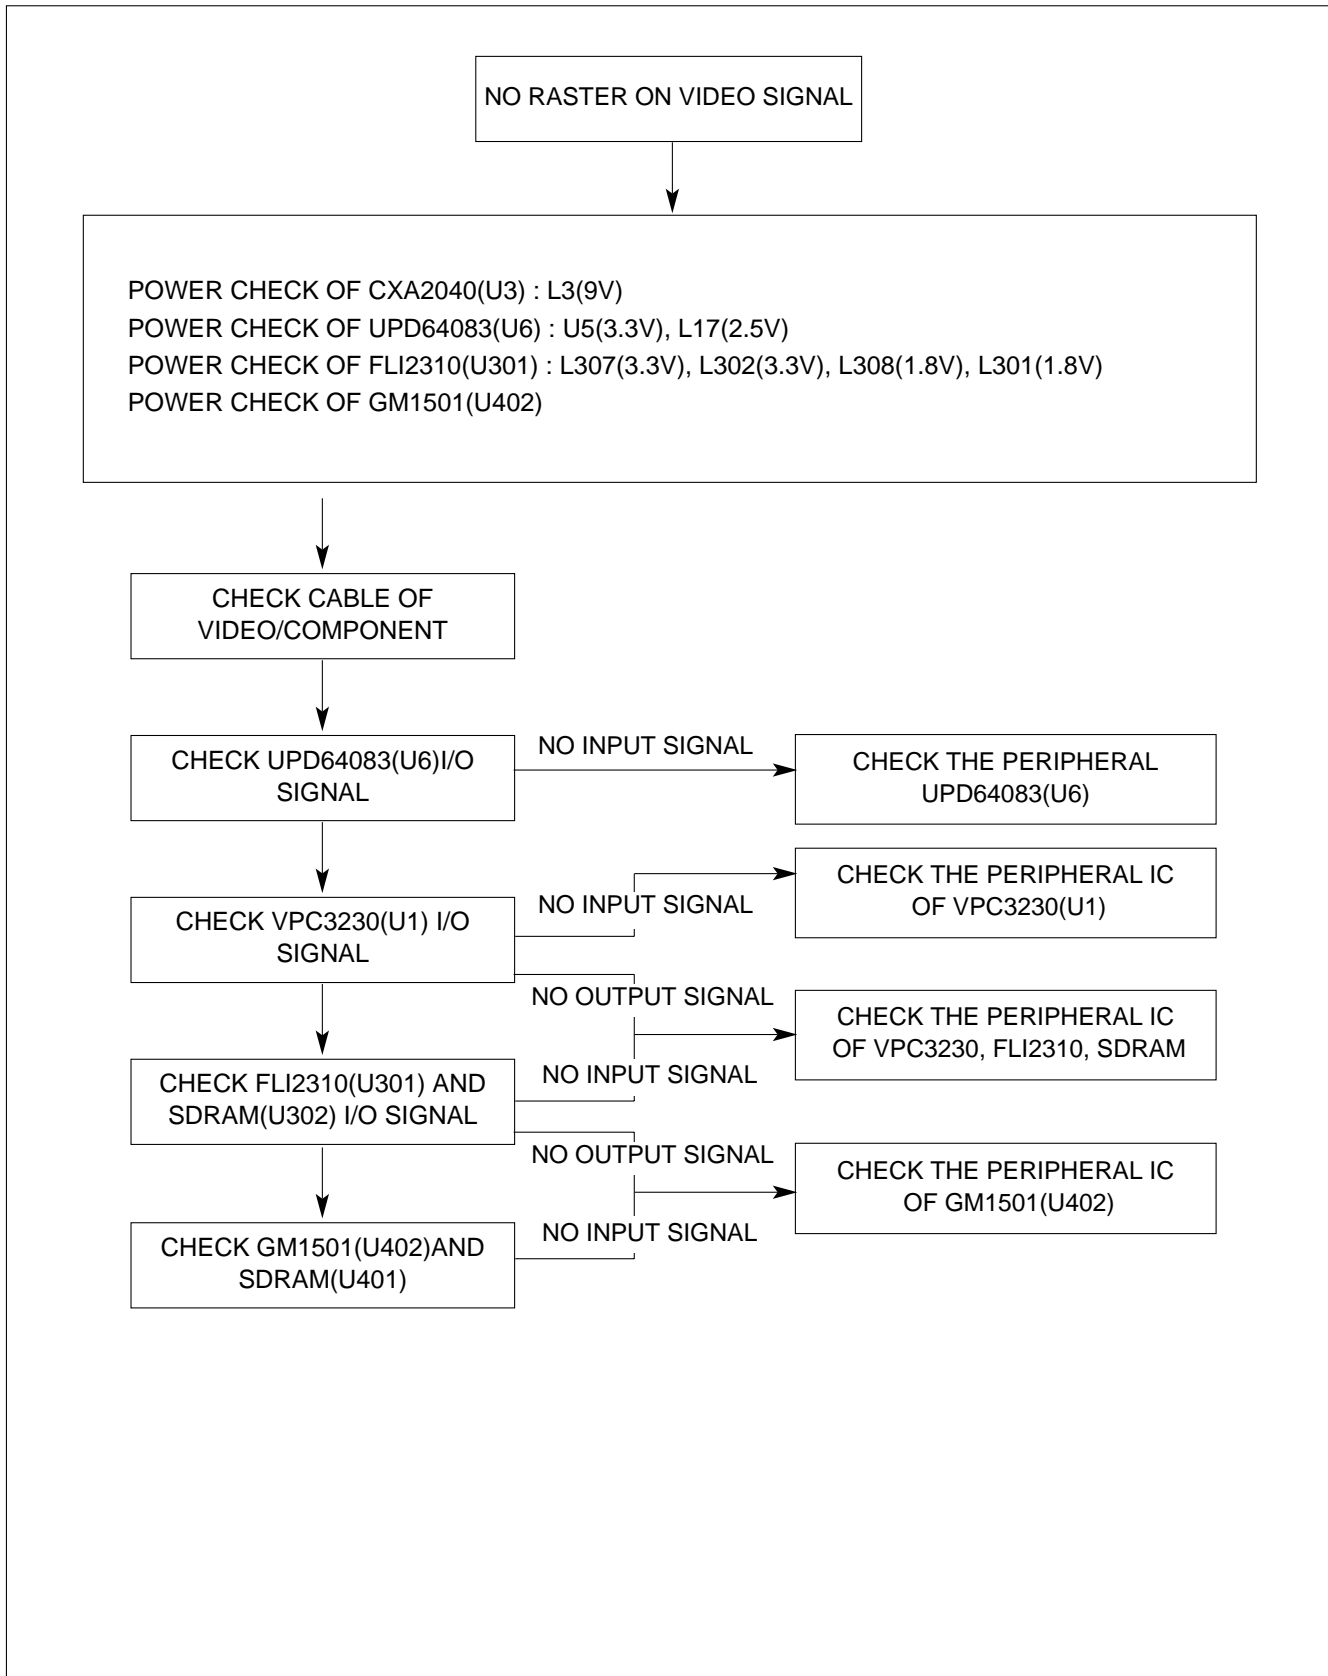 NO RASTER ON VIDEO SIGNAL
POWER CHECK OF CXA2040(U3) : L3(9V)
POWER CHECK OF UPD64083(U6) : U5(3.3V), L17(2.5V)
POWER CHECK OF FLI2310(U301) : L307(3.3V), L302(3.3V), L308(1.8V), L301(1.8V)
POWER CHECK OF GM1501(U402)
CHECK CABLE OF
VIDEO/COMPONENT
CHECK UPD64083(U6)I/O
SIGNAL
NO INPUT SIGNAL
CHECK THE PERIPHERAL
UPD64083(U6)
CHECK VPC3230(U1) I/O
SIGNAL
NO INPUT SIGNAL
CHECK THE PERIPHERAL IC
OF VPC3230(U1)
NO OUTPUT SIGNAL
CHECK THE PERIPHERAL IC
OF VPC3230, FLI2310, SDRAM
CHECK FLI2310(U301) AND
SDRAM(U302) I/O SIGNAL
NO INPUT SIGNAL
NO OUTPUT SIGNAL
CHECK THE PERIPHERAL IC
OF GM1501(U402)
NO INPUT SIGNAL
CHECK GM1501(U402)AND
SDRAM(U401)